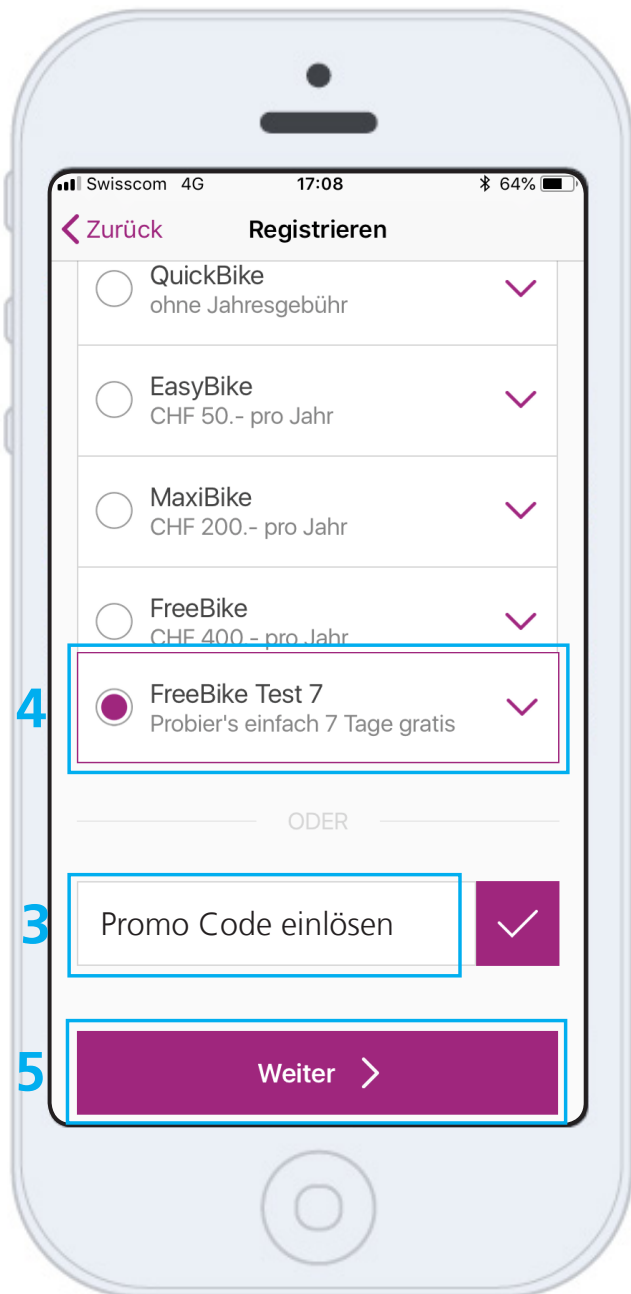 Swisscom 4G 17:08 64%
Zurück Registrieren
QuickBike
ohne Jahresgebühr
EasyBike
CHF 50.- pro Jahr
MaxiBike
CHF 200.- pro Jahr
FreeBike
CHF 400.- pro Jahr
4
FreeBike Test 7
Probier's einfach 7 Tage gratis
ODER
3 Promo Code einlösen
5 Weiter